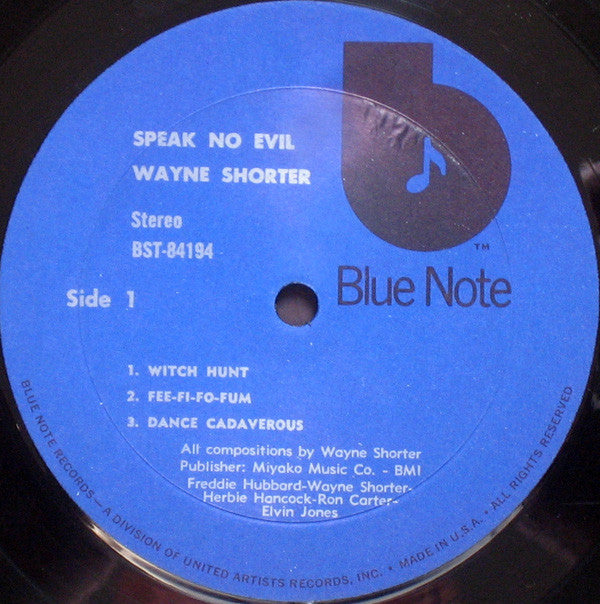 SPEAK NO EVIL
WAYNE SHORTER
Stereo
BST-84194
Side 1
b
TM
Blue Note
1. WITCH HUNT
2. FEE-FI-FO-FUM
3. DANCE CADAVEROUS
All compositions by Wayne Shorter
Publisher: Miyako Music Co. - BMI
Freddie Hubbard-Wayne Shorter-
Herbie Hancock-Ron Carter-
Elvin Jones
BLUE NOTE RECORDS—A DIVISION OF UNITED ARTISTS RECORDS, INC. • MADE IN U.S.A. • ALL RIGHTS RESERVED